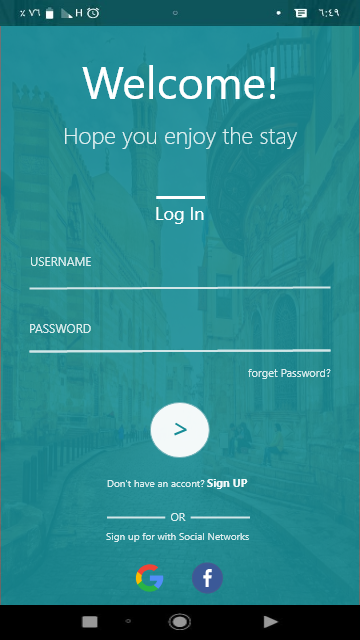 ٪ ٧٦ H ٦:٤٩
Welcome!
Hope you enjoy the stay
Log In
USERNAME
PASSWORD
forget Password?
>
Don't have an accont? Sign UP
OR
Sign up for with Social Networks
G f